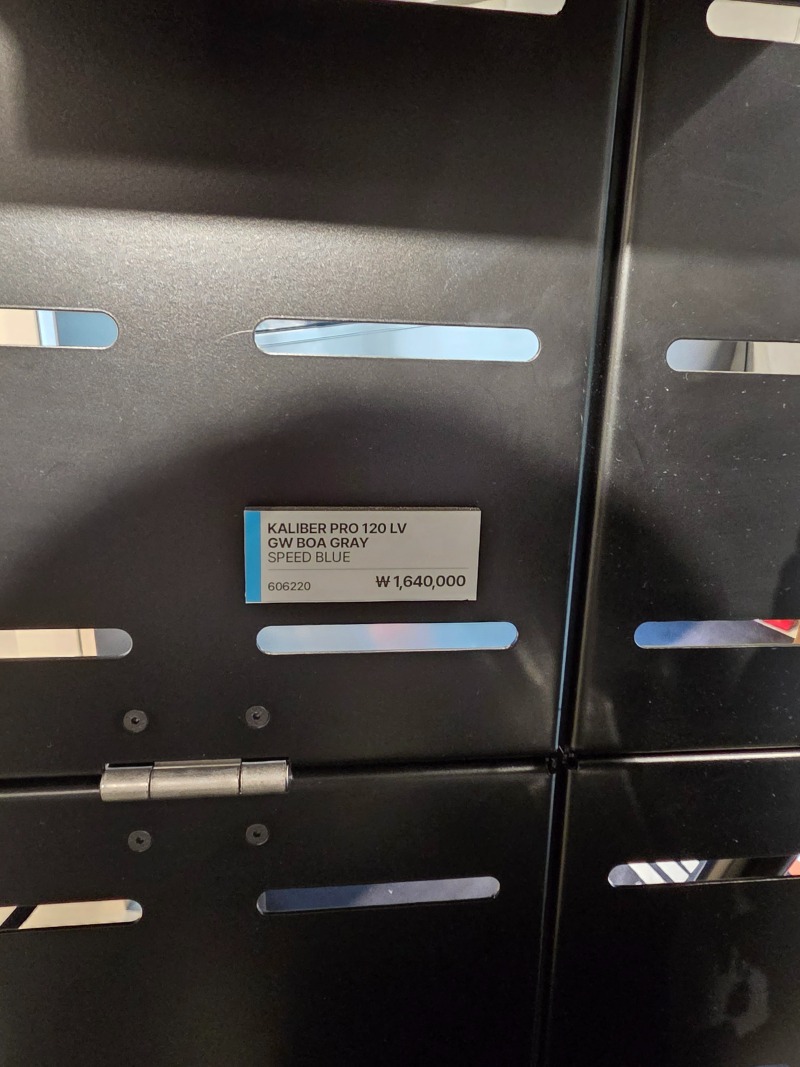 KALIBER PRO 120 LV
GW BOA GRAY
SPEED BLUE
606220 ₩1,640,000